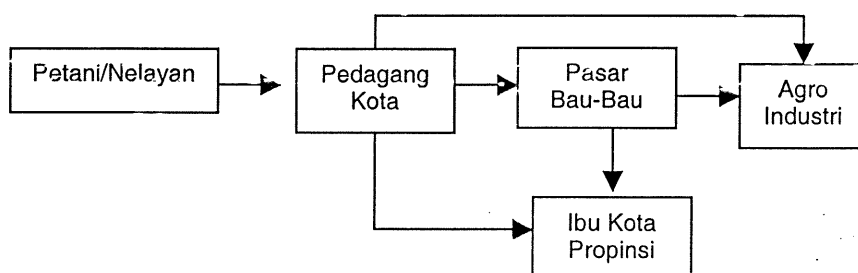 Petani/Nelayan
Pedagang
Kota
Pasar
Bau-Bau
Agro
Industri
Ibu Kota
Propinsi